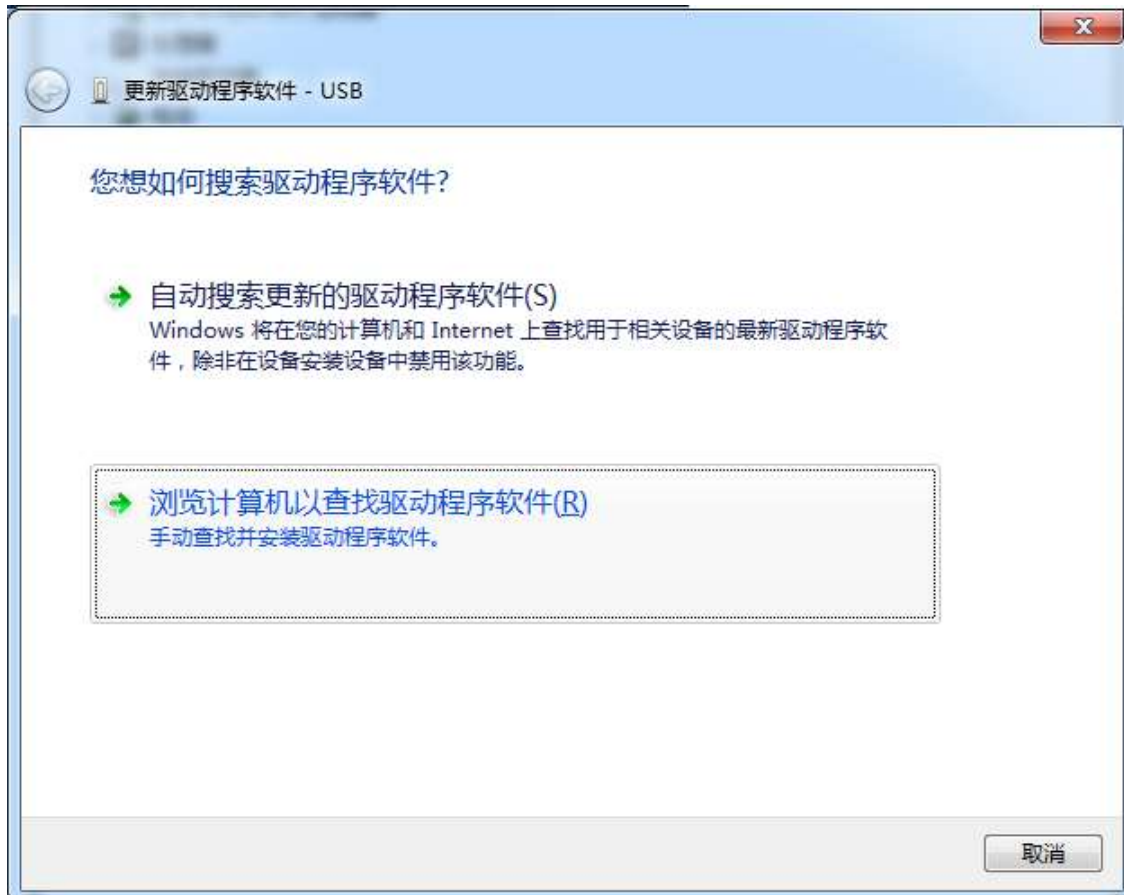 更新驱动程序软件 - USB
您想如何搜索驱动程序软件?
自动搜索更新的驱动程序软件(S)
Windows 将在您的计算机和 Internet 上查找用于相关设备的最新驱动程序软
件，除非在设备安装设备中禁用该功能。
浏览计算机以查找驱动程序软件(R)
手动查找并安装驱动程序软件。
取消